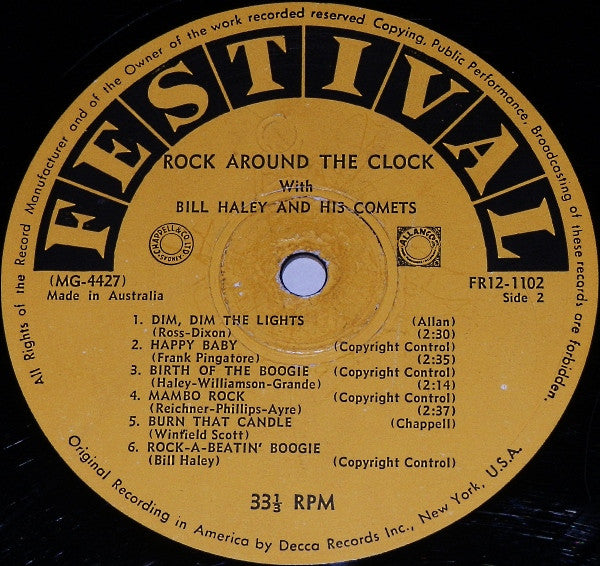 All Rights of the Record Manufacturer and of the Owner of the work recorded reserved Copying, Public Performance, Broadcasting of these records are forbidden.
FESTIVAL
ROCK AROUND THE CLOCK
With
BILL HALEY AND HIS COMETS
CHAPPELL & CO. LTD
SYDNEY
ALLANCO
(MG-4427)
FR12-1102
Made in Australia
Side 2
1. DIM, DIM THE LIGHTS (Allan)
(Ross-Dixon) (2:30)
2. HAPPY BABY (Copyright Control)
(Frank Pingatore) (2:35)
3. BIRTH OF THE BOOGIE (Copyright Control)
(Haley-Williamson-Grande) (2:14)
4. MAMBO ROCK (Copyright Control)
(Reichner-Phillips-Ayre) (2:37)
5. BURN THAT CANDLE (Chappell)
(Winfield Scott)
6. ROCK-A-BEATIN' BOOGIE
(Bill Haley) (Copyright Control)
33⅓ RPM
Original Recording in America by Decca Records Inc., New York, U.S.A.